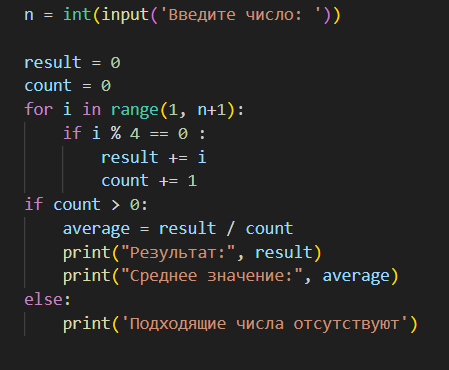 n = int(input('Введите число: '))
result = 0
count = 0
for i in range(1, n+1):
    if i % 4 == 0 :
        result += i
        count += 1
if count > 0:
    average = result / count
    print("Результат:", result)
    print("Среднее значение:", average)
else:
    print('Подходящие числа отсутствуют')